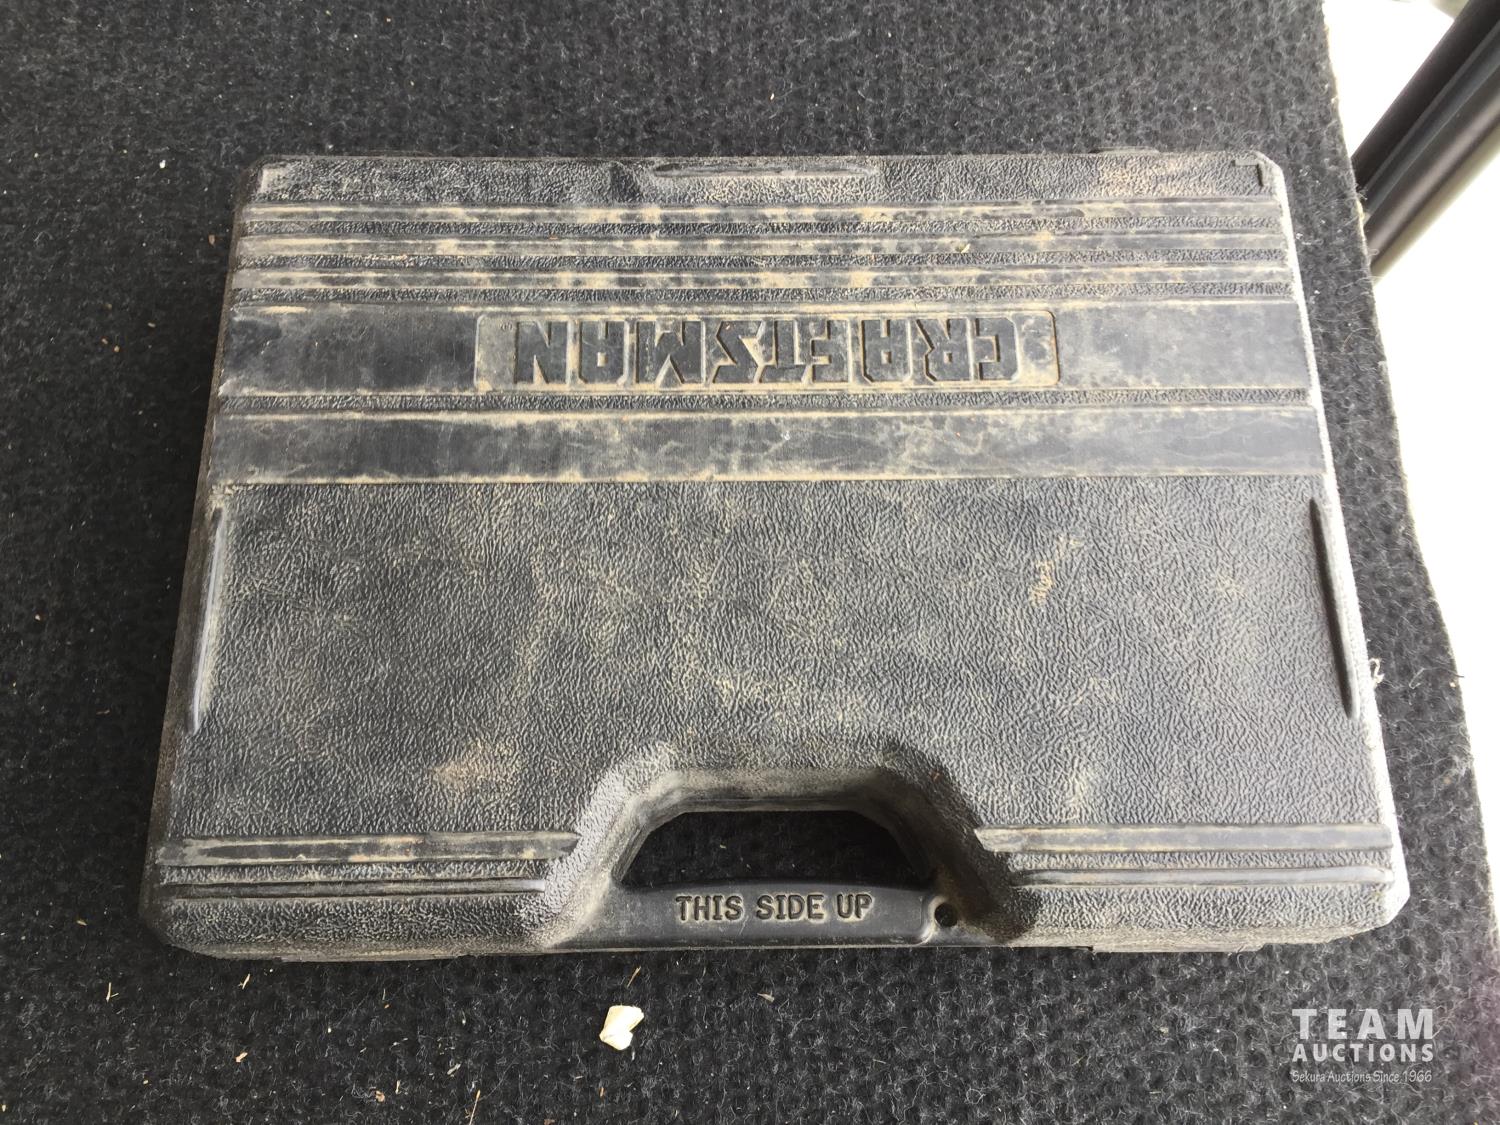 CRAFTSMAN
THIS SIDE UP
TEAM
AUCTIONS
Sekura Auctions Since 1966